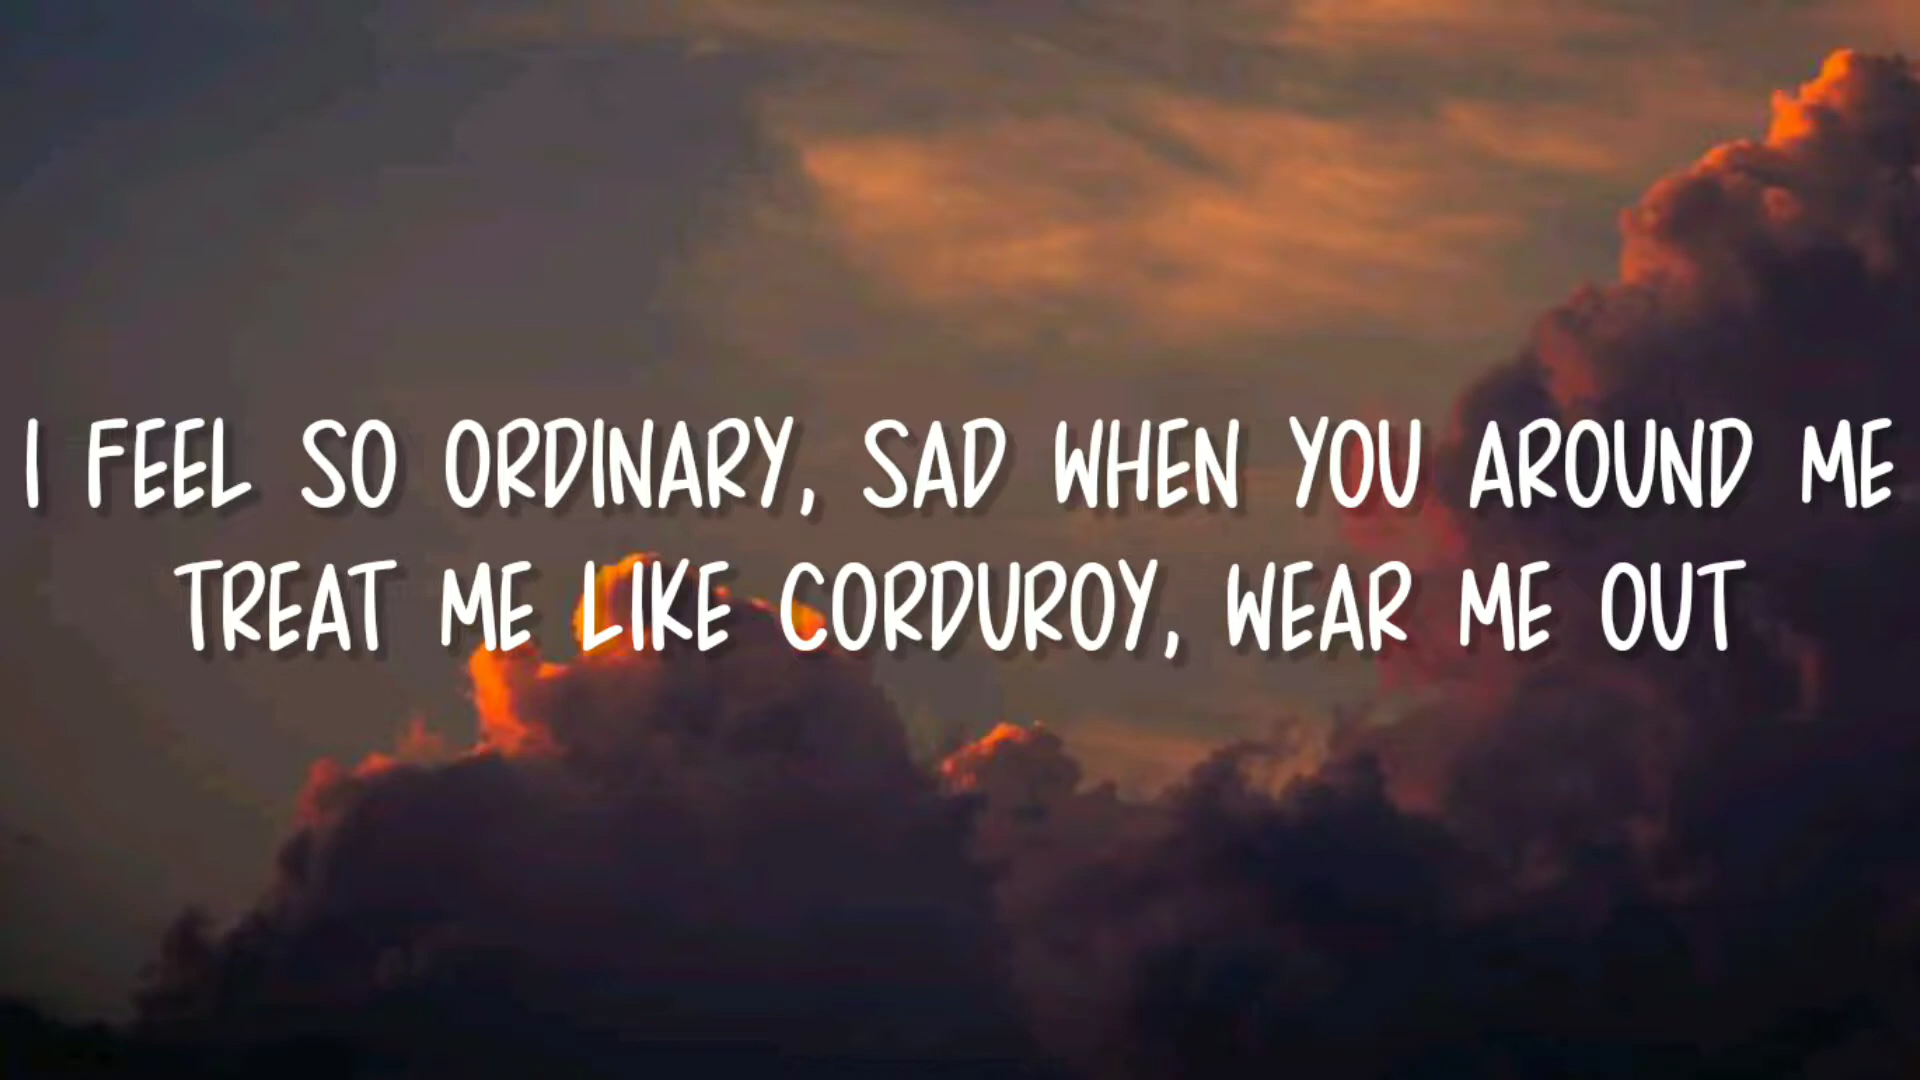 I FEEL SO ORDINARY, SAD WHEN YOU AROUND ME
TREAT ME LIKE CORDUROY, WEAR ME OUT